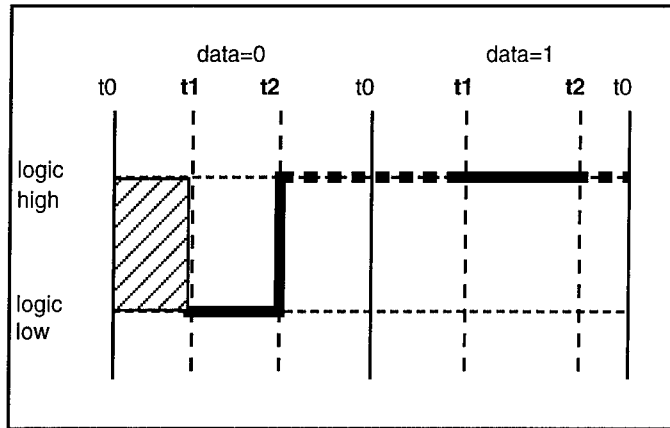 data=0 data=1
t0 t1 t2 t0 t1 t2 t0
logic
high
logic
low